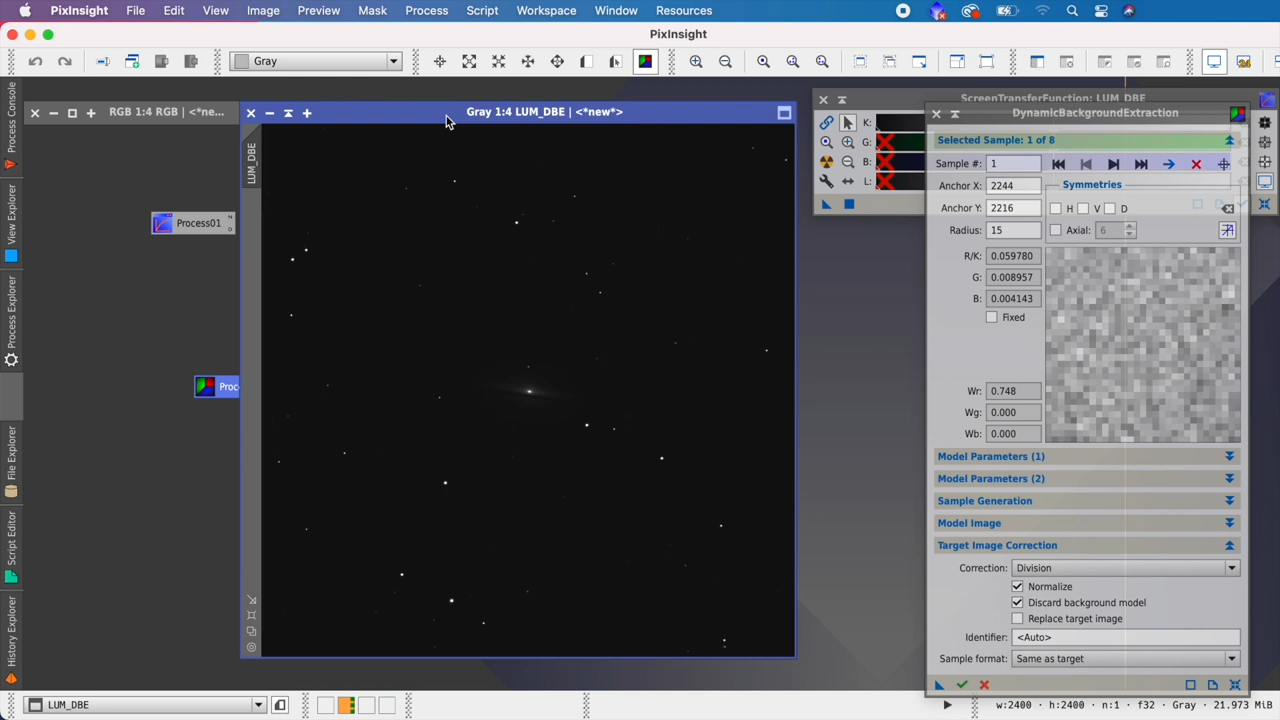 PixInsight File Edit View Image Preview Mask Process Script Workspace Window Resources
PixInsight
Gray
RGB 1:4 RGB | <*ne...
Gray 1:4 LUM_DBE | <*new*>
LUM_DBE
Process Console
View Explorer
Process Explorer
File Explorer
Script Editor
History Explorer
Process01
Proc
ScreenTransferFunction: LUM_DBE
K:
G:
B:
L:
DynamicBackgroundExtraction
Selected Sample: 1 of 8
Sample #: 1
Anchor X: 2244
Symmetries
Anchor Y: 2216
H V D
Radius: 15
Axial: 6
R/K: 0.059780
G: 0.008957
B: 0.004143
Fixed
Wr: 0.748
Wg: 0.000
Wb: 0.000
Model Parameters (1)
Model Parameters (2)
Sample Generation
Model Image
Target Image Correction
Correction: Division
Normalize
Discard background model
Replace target image
Identifier: <Auto>
Sample format: Same as target
LUM_DBE
w:2400 h:2400 n:1 f32 Gray 21.973 MiB